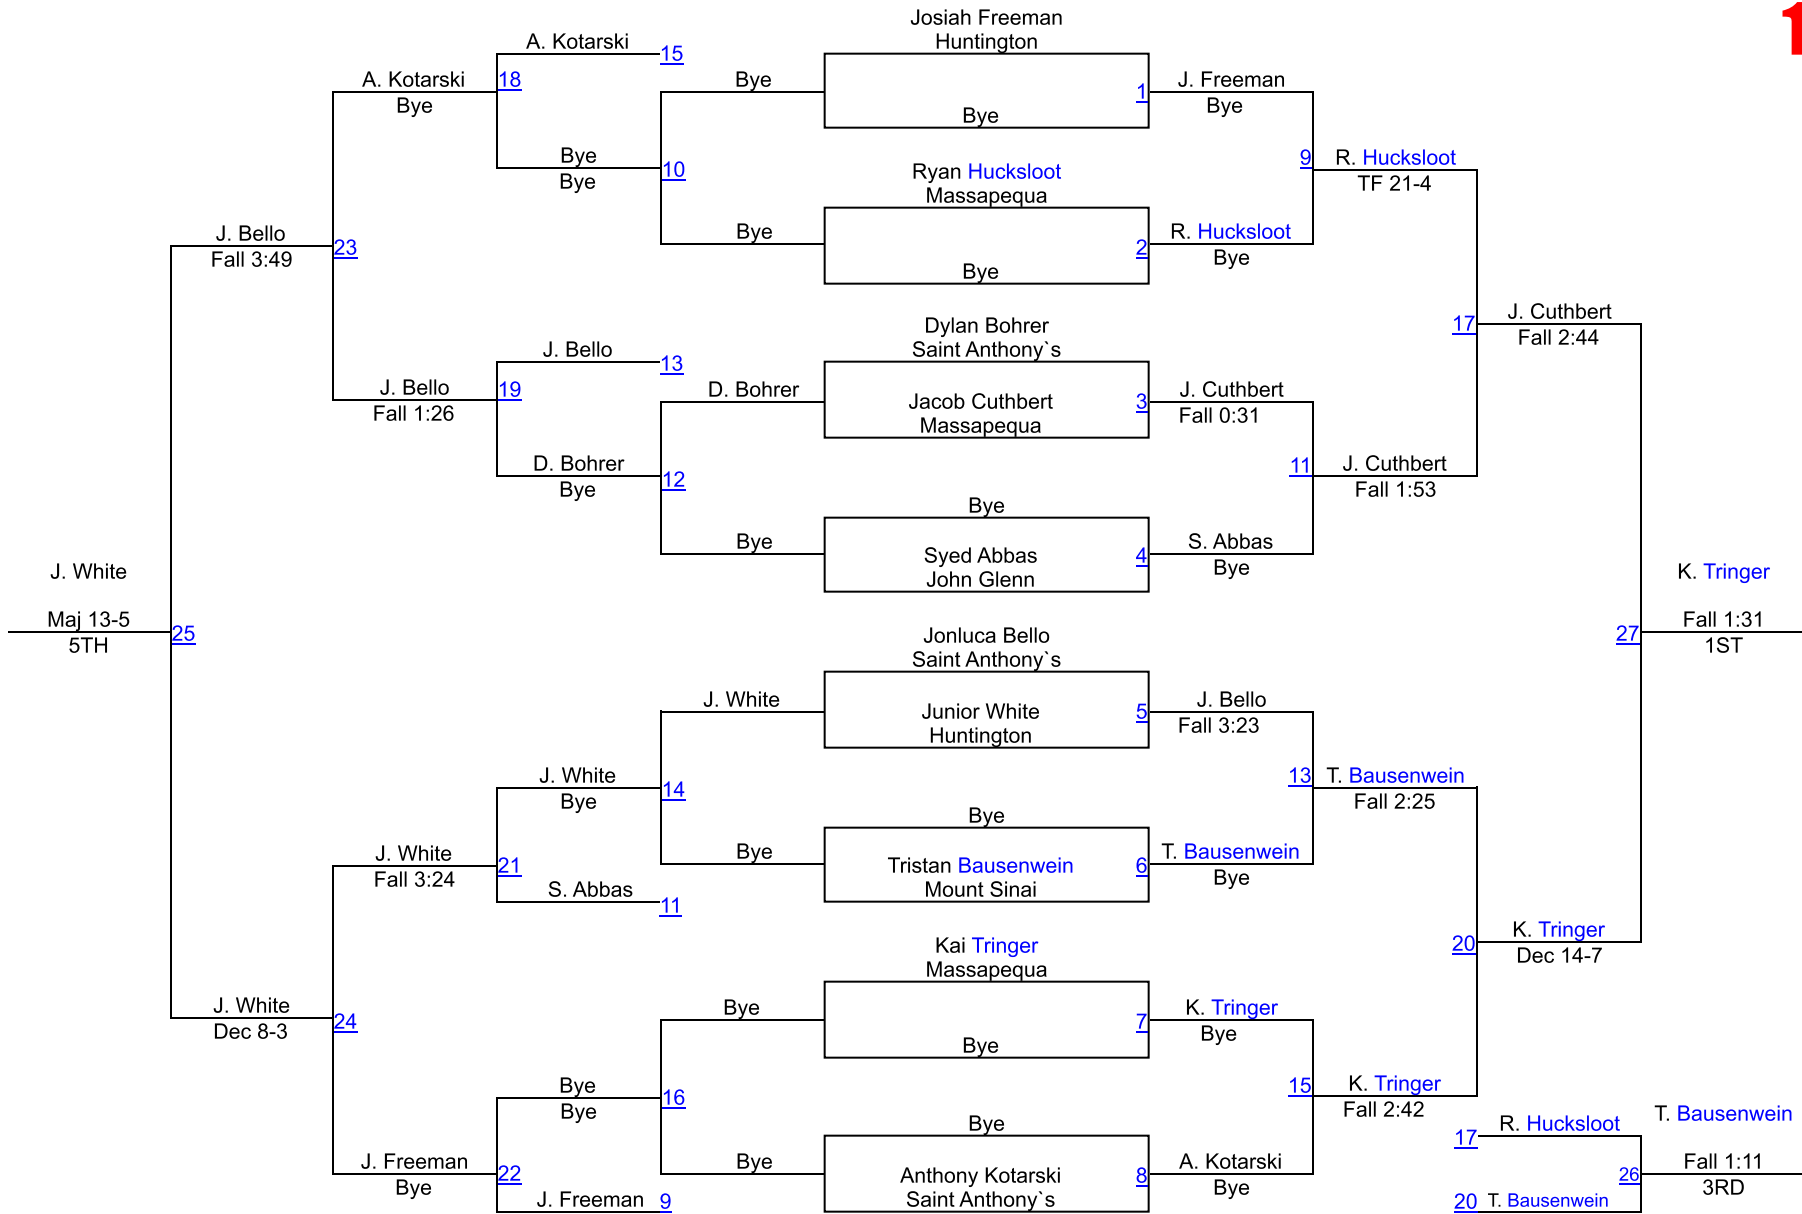 1
Josiah Freeman
Huntington
Bye
1
Ryan Hucksloot
Massapequa
Bye
2
Dylan Bohrer
Saint Anthony`s
Jacob Cuthbert
Massapequa
3
Bye
Syed Abbas
John Glenn
4
Jonluca Bello
Saint Anthony`s
Junior White
Huntington
5
Bye
Tristan Bausenwein
Mount Sinai
6
Kai Tringer
Massapequa
Bye
7
Bye
Anthony Kotarski
Saint Anthony`s
8
J. Freeman
Bye
R. Hucksloot
Bye
J. Cuthbert
Fall 0:31
S. Abbas
Bye
J. Bello
Fall 3:23
T. Bausenwein
Bye
K. Tringer
Bye
A. Kotarski
Bye
9
R. Hucksloot
TF 21-4
11
J. Cuthbert
Fall 1:53
13
T. Bausenwein
Fall 2:25
15
K. Tringer
Fall 2:42
17
J. Cuthbert
Fall 2:44
20
K. Tringer
Dec 14-7
27
K. Tringer
Fall 1:31
1ST
17
R. Hucksloot
20
T. Bausenwein
26
T. Bausenwein
Fall 1:11
3RD
Bye
Bye
10
D. Bohrer
Bye
12
J. White
Bye
14
Bye
Bye
16
A. Kotarski
15
Bye
Bye
18
J. Bello
13
D. Bohrer
Bye
19
J. White
Bye
S. Abbas
11
21
Bye
Bye
J. Freeman
9
22
A. Kotarski
Bye
J. Bello
Fall 1:26
23
J. White
Fall 3:24
J. Freeman
Bye
24
J. Bello
Fall 3:49
J. White
Dec 8-3
25
J. White
Maj 13-5
5TH